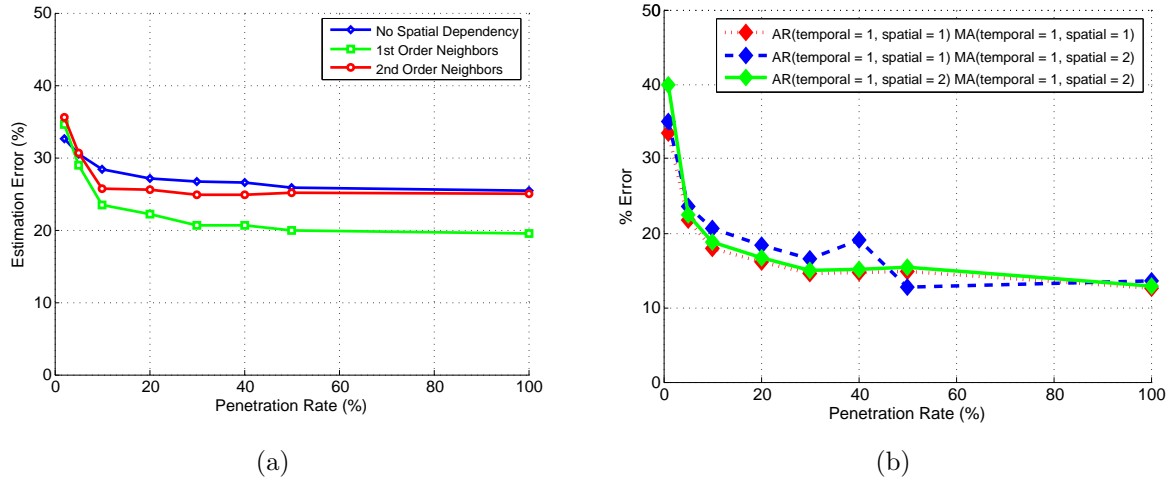 50
40
30
20
10
0
0
20
40
60
80
100
Estimation Error (%)
Penetration Rate (%)
No Spatial Dependency
1st Order Neighbors
2nd Order Neighbors
(a)
50
40
30
20
10
0
0
20
40
60
80
100
% Error
Penetration Rate (%)
AR(temporal = 1, spatial = 1) MA(temporal = 1, spatial = 1)
AR(temporal = 1, spatial = 1) MA(temporal = 1, spatial = 2)
AR(temporal = 1, spatial = 2) MA(temporal = 1, spatial = 2)
(b)